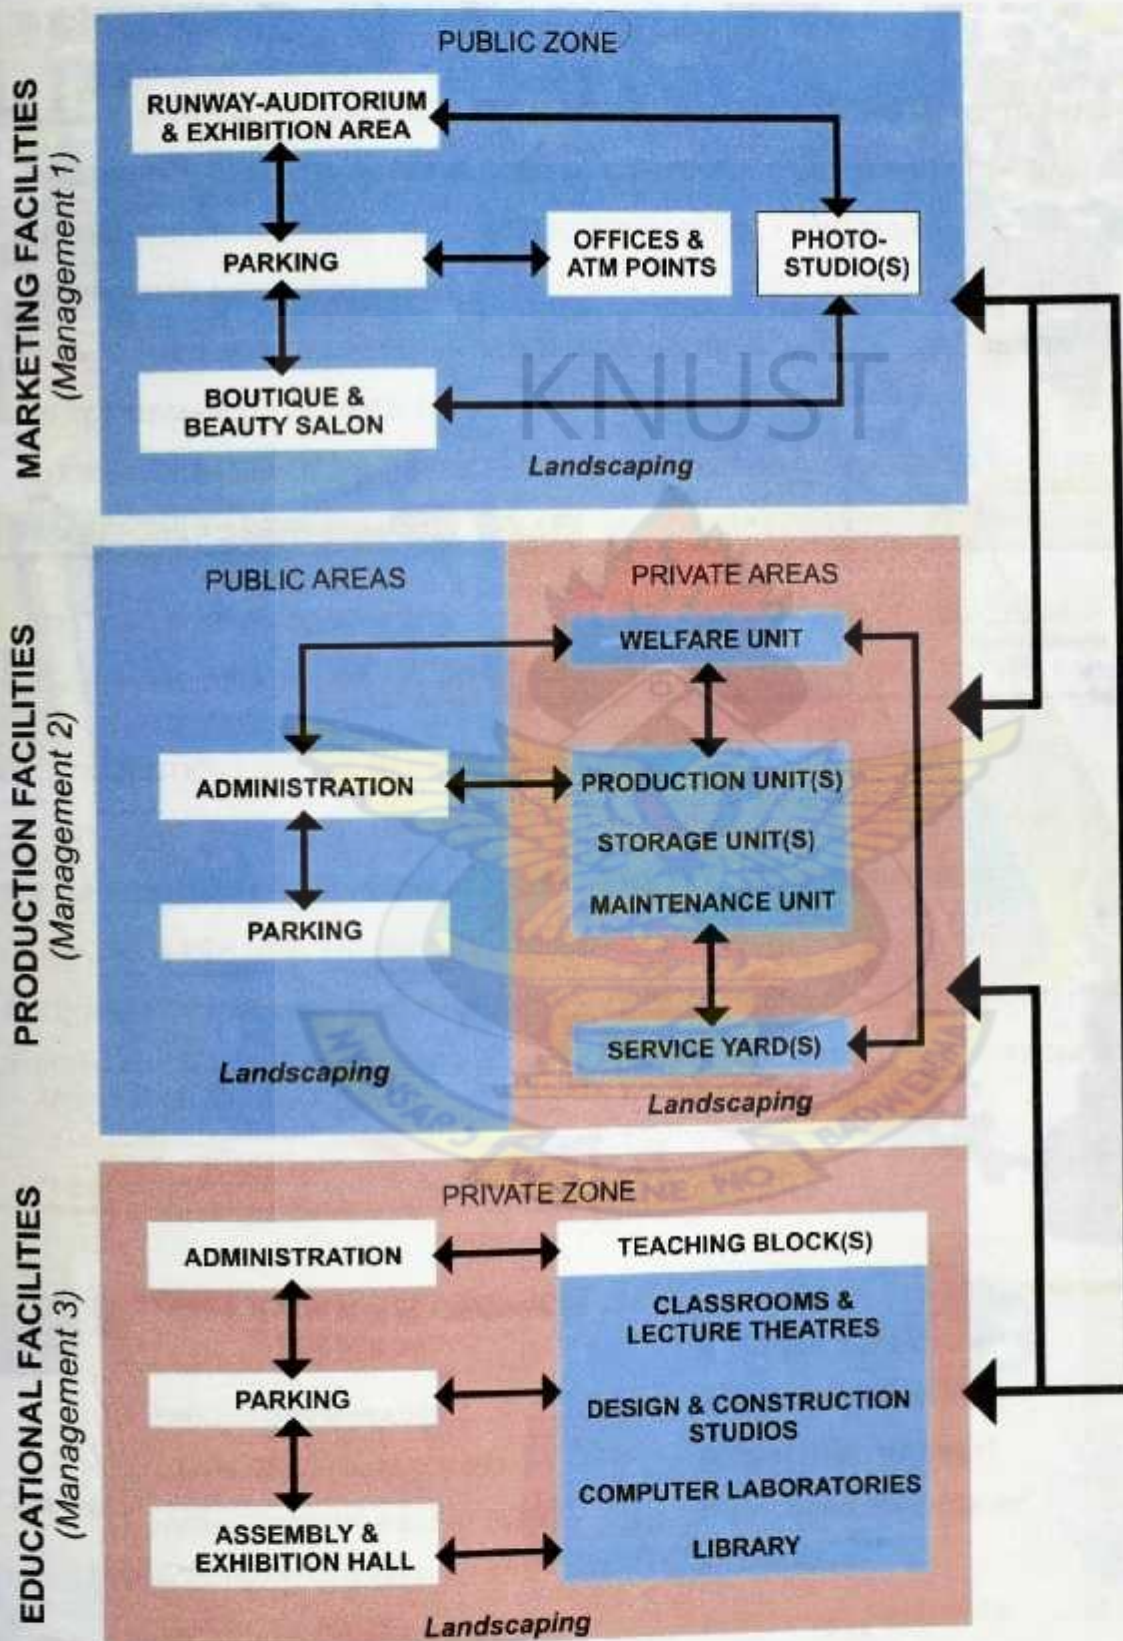 PUBLIC ZONE
MARKETING FACILITIES
(Management 1)
RUNWAY-AUDITORIUM
& EXHIBITION AREA
PARKING
OFFICES &
ATM POINTS
PHOTO-
STUDIO(S)
BOUTIQUE &
BEAUTY SALON
KNUST
Landscaping
PRODUCTION FACILITIES
(Management 2)
PUBLIC AREAS
PRIVATE AREAS
WELFARE UNIT
ADMINISTRATION
PRODUCTION UNIT(S)
STORAGE UNIT(S)
MAINTENANCE UNIT
PARKING
SERVICE YARD(S)
Landscaping
Landscaping
EDUCATIONAL FACILITIES
(Management 3)
PRIVATE ZONE
ADMINISTRATION
TEACHING BLOCK(S)
CLASSROOMS &
LECTURE THEATRES
PARKING
DESIGN & CONSTRUCTION
STUDIOS
COMPUTER LABORATORIES
ASSEMBLY &
EXHIBITION HALL
LIBRARY
Landscaping